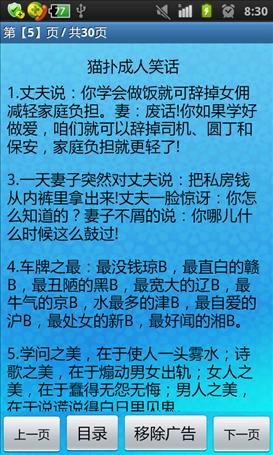 77
8:30
第【5】页 / 共30页
猫扑成人笑话
1.丈夫说：你学会做饭就可辞掉女佣
减轻家庭负担。妻：废话!你如果学好
做爱，咱们就可以辞掉司机、园丁和
保安，家庭负担就更轻了!
3.一天妻子突然对丈夫说：把私房钱
从内裤里拿出来!丈夫一脸惊讶：你怎
么知道的？妻子不屑的说：你哪儿什
么时候这么鼓过!
4.车牌之最：最没钱琼B，最直白的赣
B，最丑陋的黑B，最宽大的辽B，最
牛气的京B，水最多的津B，最自爱的
沪B，最处女的新B，最好闻的湘B。
5.学问之美，在于使人一头雾水；诗
歌之美，在于煽动男女出轨；女人之
美，在于蠢得无怨无悔；男人之美，
在于说谎说得白日里见鬼。
上一页
目录
移除广告
下一页